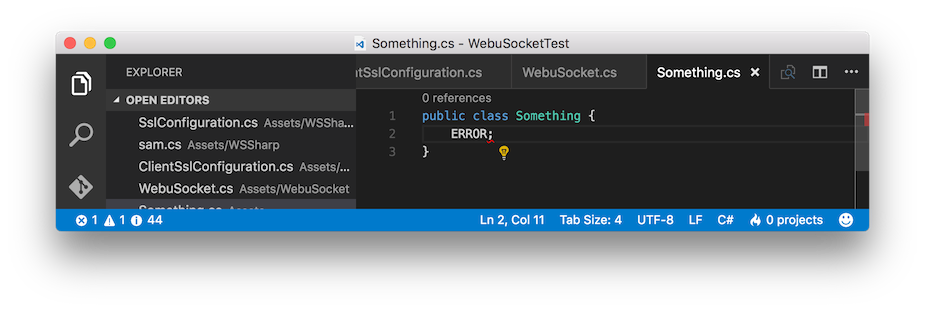 Something.cs - WebuSocketTest
EXPLORER
ntSslConfiguration.cs
WebuSocket.cs
Something.cs
OPEN EDITORS
SslConfiguration.cs Assets/WSSha...
sam.cs Assets/WSSharp
ClientSslConfiguration.cs Assets/...
WebuSocket.cs Assets/WebuSocket
Something.cs Assets
0 references
1 public class Something {
2 ERROR;
3 }
1 1 44
Ln 2, Col 11 Tab Size: 4 UTF-8 LF C# 0 projects